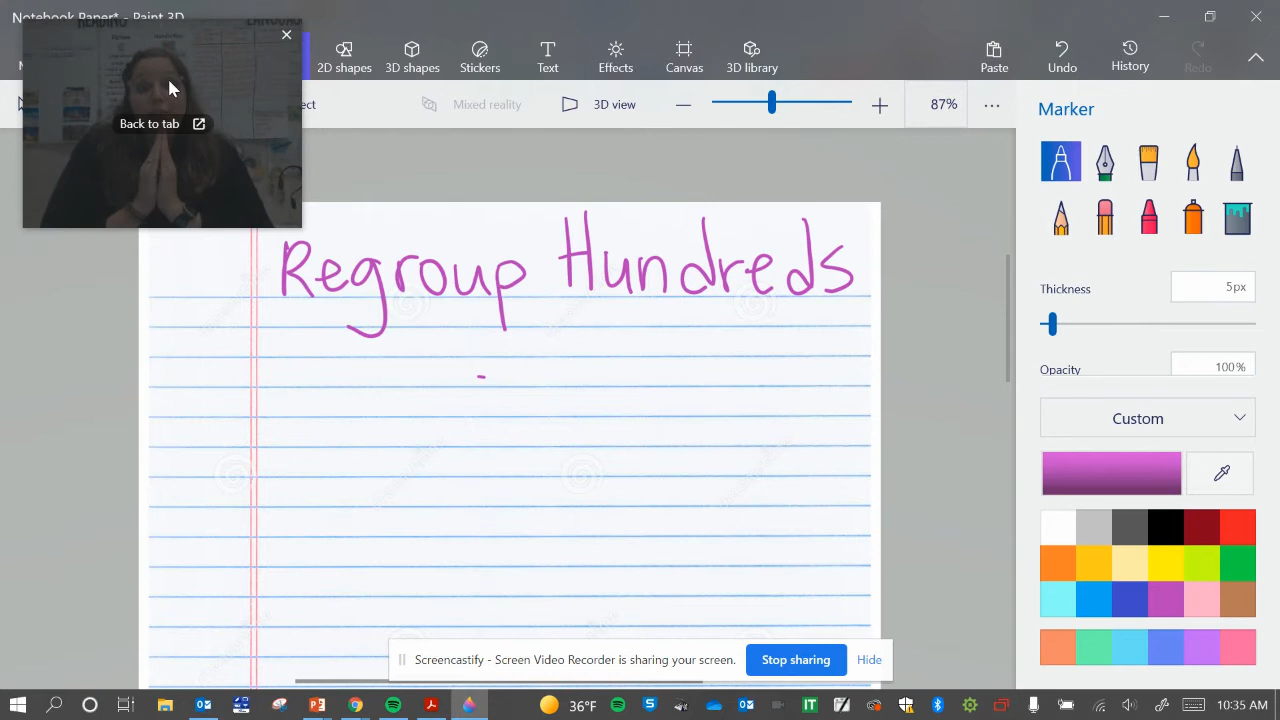 Notebook Paper* - Paint 3D
READING
Back to tab
2D shapes
3D shapes
Stickers
Text
Effects
Canvas
3D library
Paste
Undo
History
Redo
Mixed reality
3D view
87%
Marker
Regroup Hundreds
Thickness
5px
Opacity
100%
Custom
Screencastify - Screen Video Recorder is sharing your screen.
Stop sharing
Hide
36°F
10:35 AM